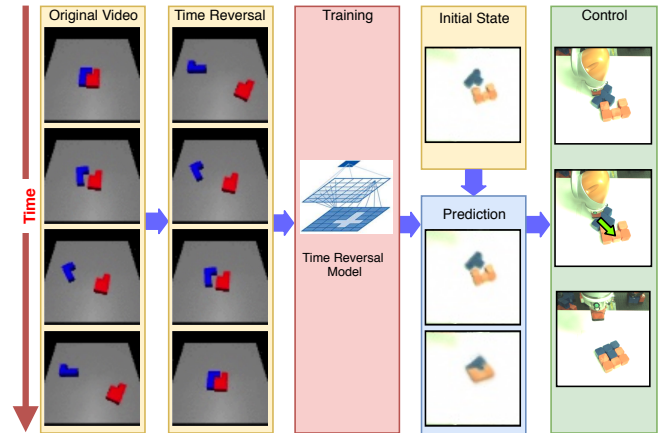 Original Video
Time Reversal
Training
Initial State
Control
Time
Prediction
Time Reversal
Model